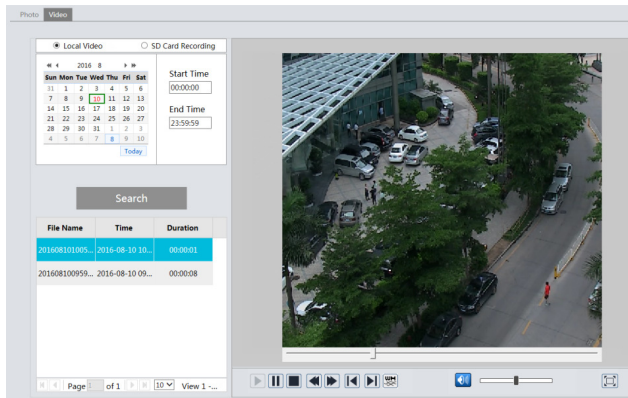 Photo Video
Local Video SD Card Recording
2016 8
Sun Mon Tue Wed Thu Fri Sat
31 1 2 3 4 5 6
7 8 9 10 11 12 13
14 15 16 17 18 19 20
21 22 23 24 25 26 27
28 29 30 31 1 2 3
4 5 6 7 8 9 10
Today
Start Time
00:00:00
End Time
23:59:59
Search
File Name Time Duration
201608101005... 2016-08-10 10... 00:00:01
201608100959... 2016-08-10 09... 00:00:08
Page 1 of 1 10 View 1 -...
WM